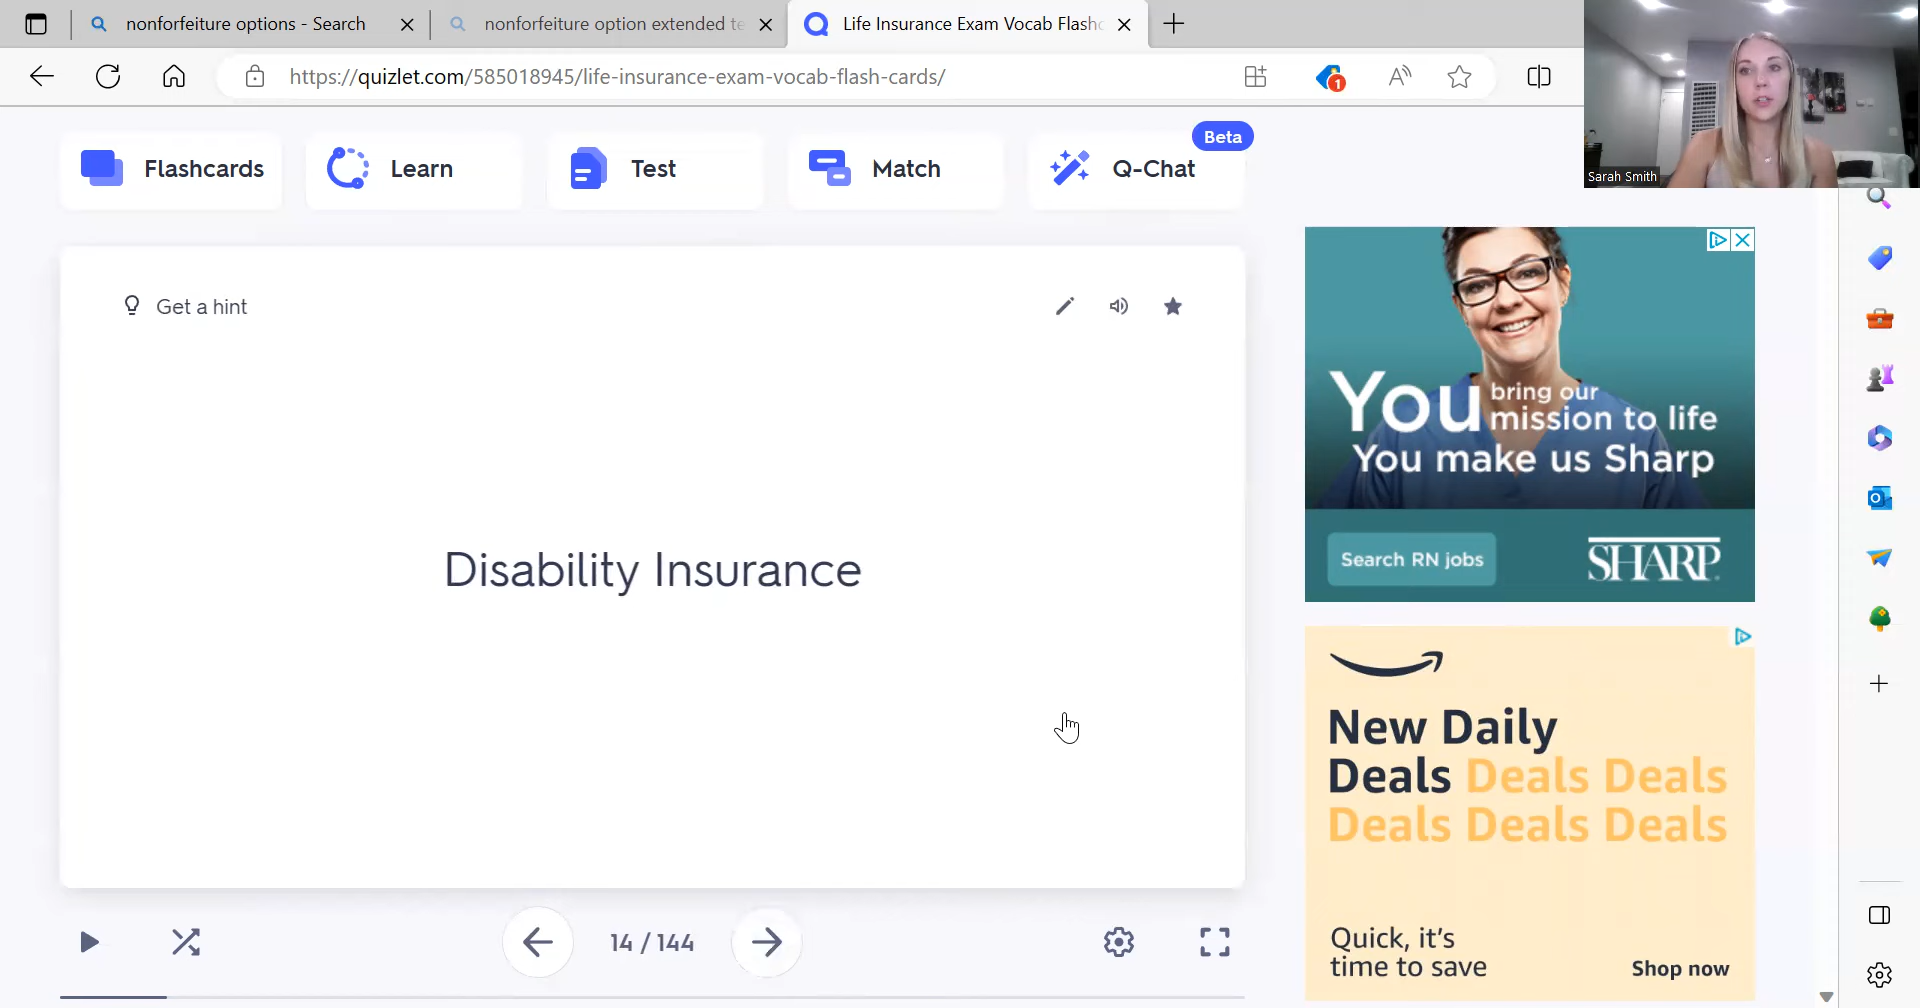 nonforfeiture options - Search
nonforfeiture option extended te
Life Insurance Exam Vocab Flashc
https://quizlet.com/585018945/life-insurance-exam-vocab-flash-cards/
1
Sarah Smith
Beta
Flashcards
Learn
Test
Match
Q-Chat
Get a hint
Disability Insurance
14 / 144
You bring our
mission to life
You make us Sharp
Search RN jobs
SHARP
New Daily
Deals Deals Deals
Deals Deals Deals
Quick, it's
time to save
Shop now